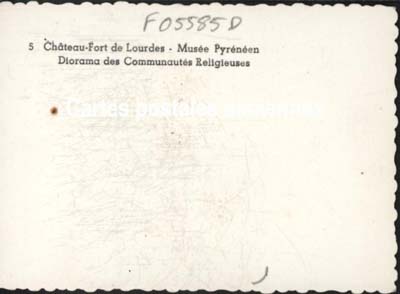 F05585D
5 Château-Fort de Lourdes - Musée Pyrénéen
Diorama des Communautés Religieuses
Cartes postales anciennes